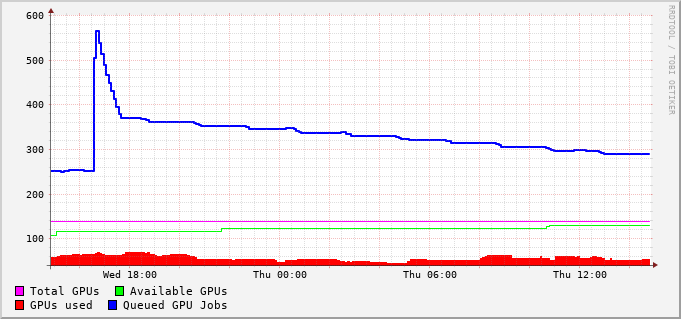 600
500
400
300
200
100
Wed 18:00 Thu 00:00 Thu 06:00 Thu 12:00
Total GPUs Available GPUs
GPUs used Queued GPU Jobs
RRDTOOL / TOBI OETIKER